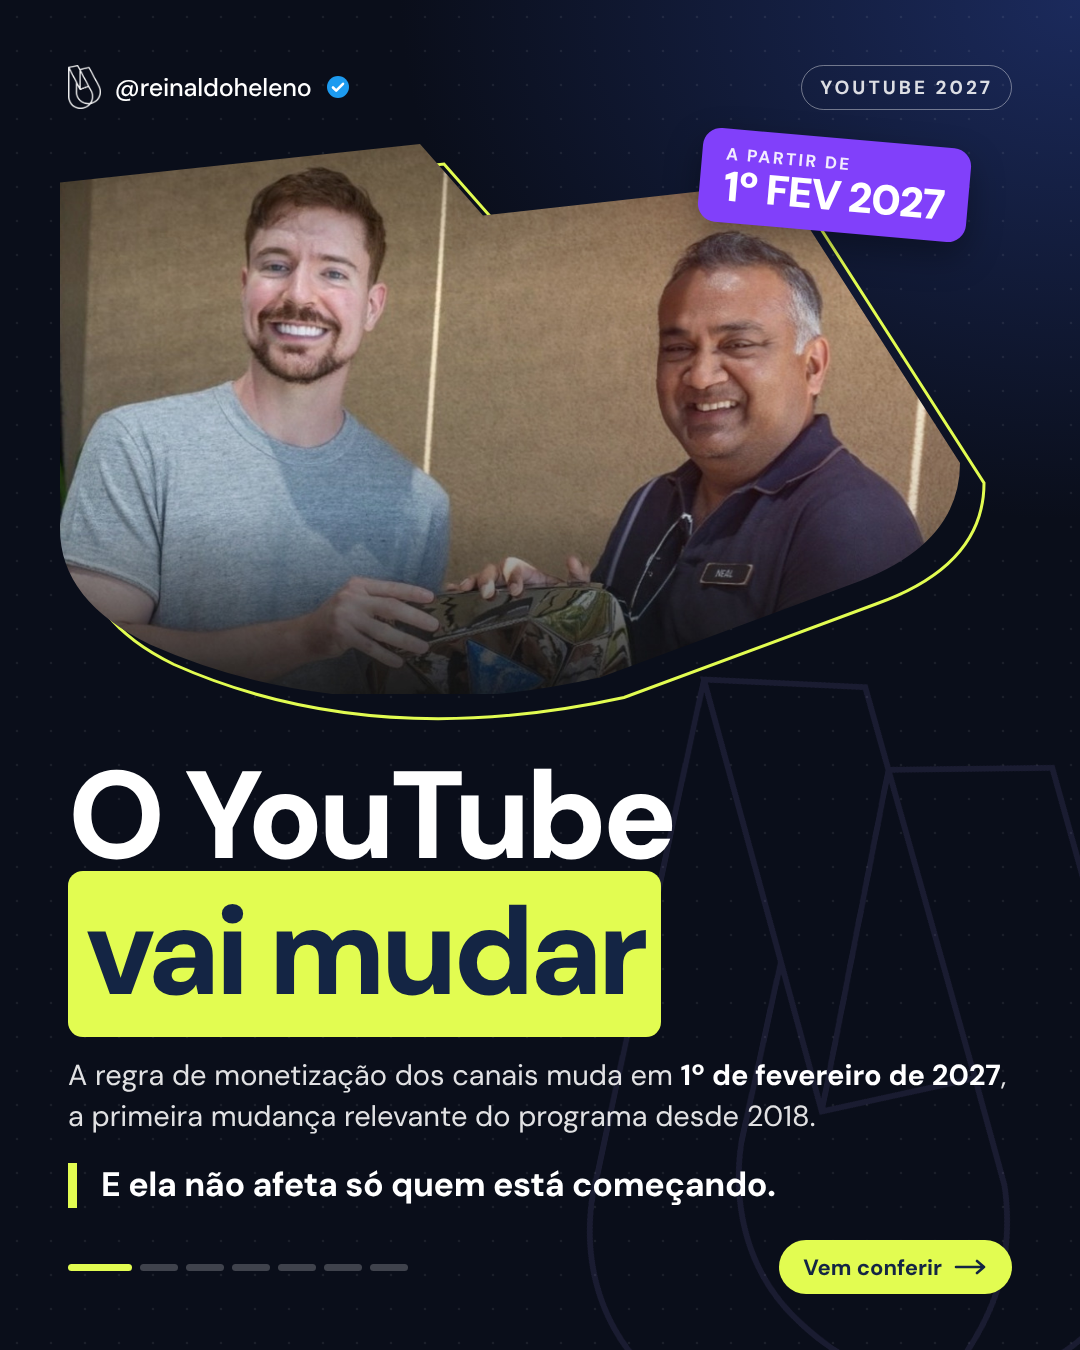 @reinaldoheleno
YOUTUBE 2027
A PARTIR DE
1º FEV 2027
NEAL
O YouTube
vai mudar
A regra de monetização dos canais muda em 1º de fevereiro de 2027,
a primeira mudança relevante do programa desde 2018.
E ela não afeta só quem está começando.
Vem conferir →